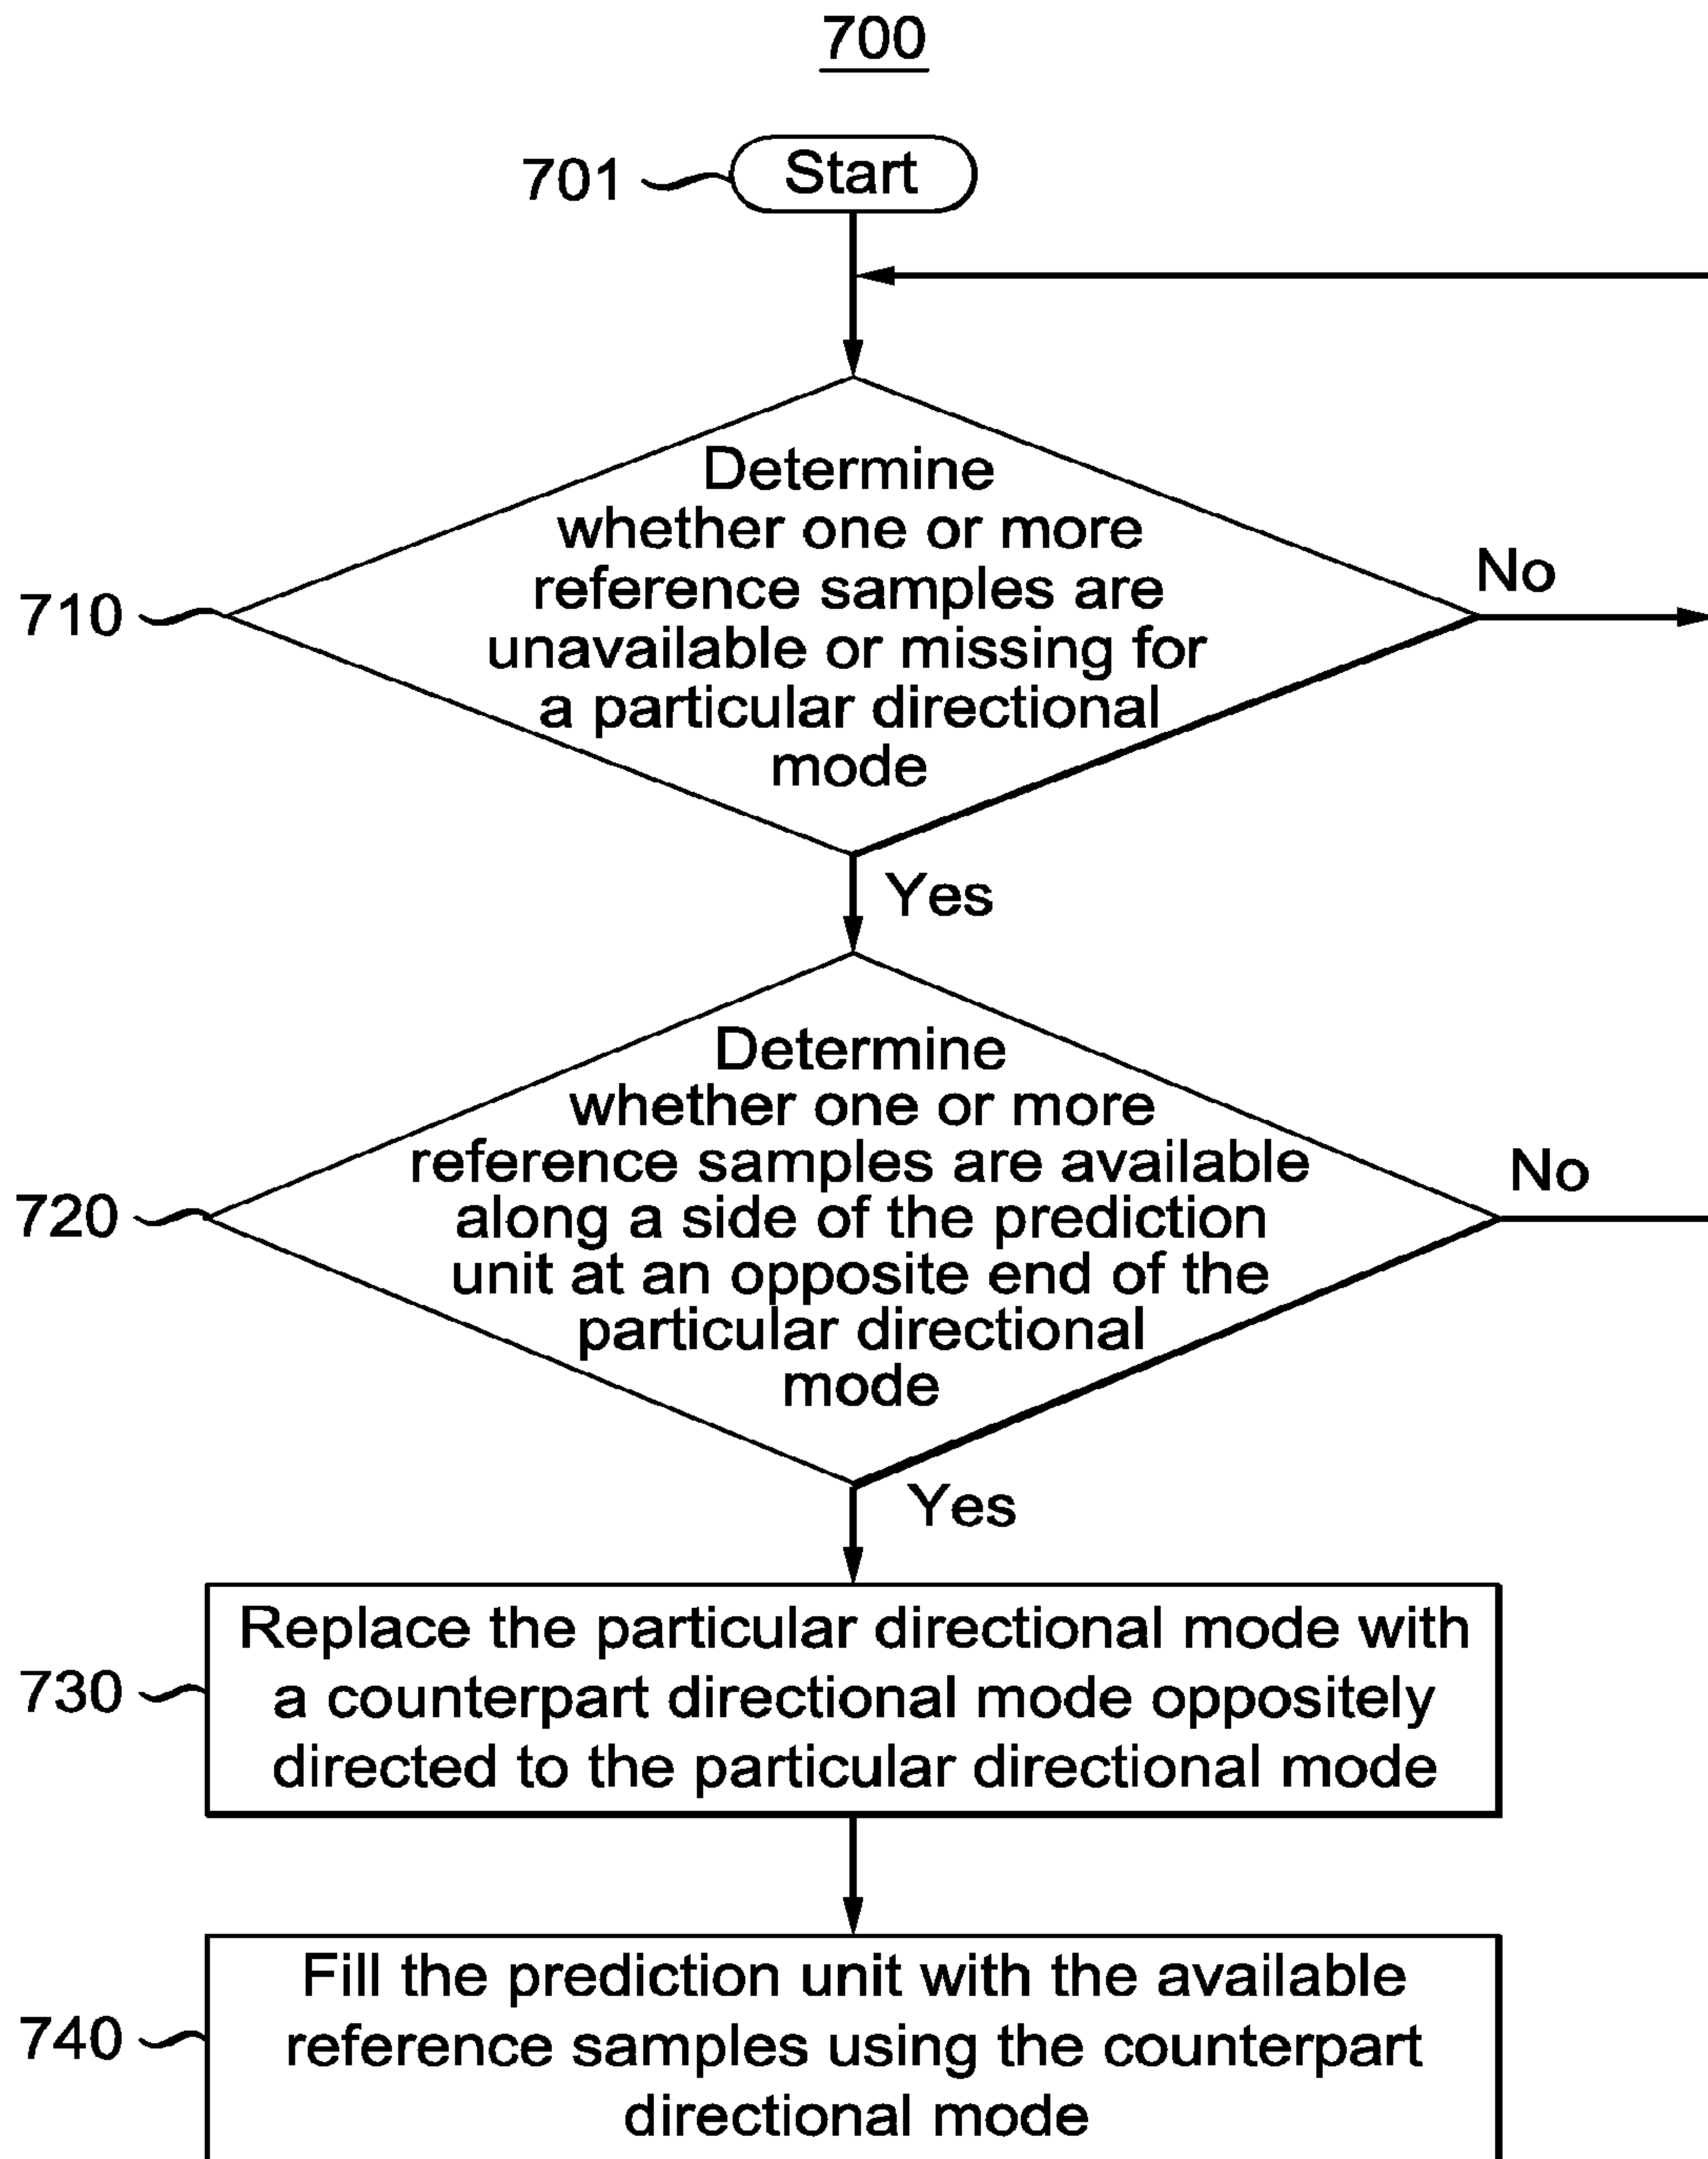 700
701
Start
Determine
whether one or more
reference samples are
unavailable or missing for
a particular directional
mode
710
No
Yes
Determine
whether one or more
reference samples are available
along a side of the prediction
unit at an opposite end of the
particular directional
mode
720
No
Yes
Replace the particular directional mode with
a counterpart directional mode oppositely
directed to the particular directional mode
730
Fill the prediction unit with the available
reference samples using the counterpart
directional mode
740